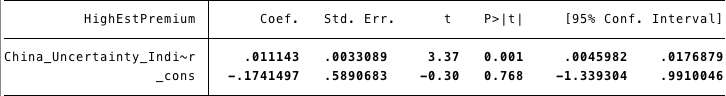 HighEstPremium Coef. Std. Err. t P>|t| [95% Conf. Interval]
China_Uncertainty_Indi~r .011143 .0033089 3.37 0.001 .0045982 .0176879
_cons -.1741497 .5890683 -0.30 0.768 -1.339304 .9910046